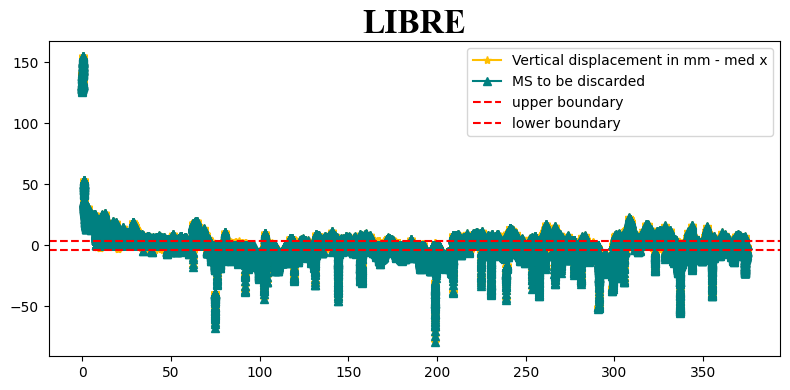 LIBRE
Vertical displacement in mm - med x
MS to be discarded
upper boundary
lower boundary
150
100
50
0
−50
0 50 100 150 200 250 300 350